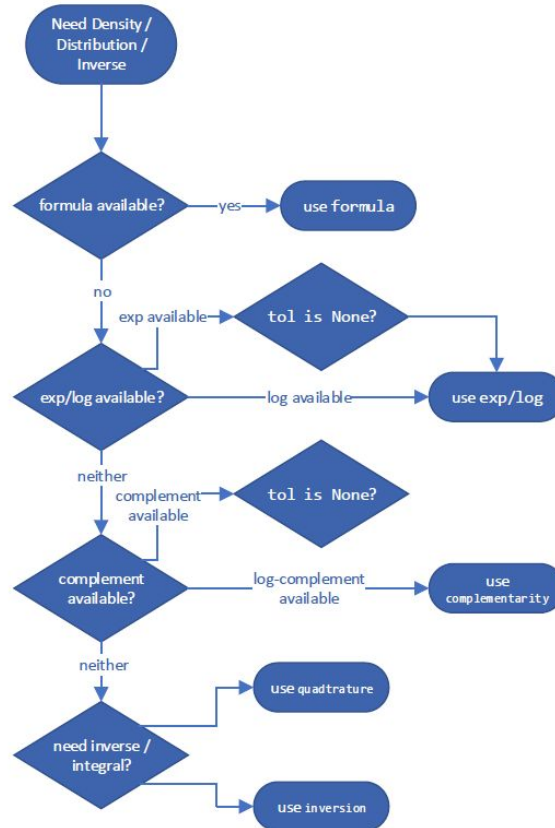 Need Density /
Distribution /
Inverse
formula available?
yes
use formula
no
exp available
tol is None?
exp/log available?
log available
use exp/log
neither
complement
available
tol is None?
complement
available?
log-complement
available
use
complementarity
neither
use quadtrature
need inverse /
integral?
use inversion